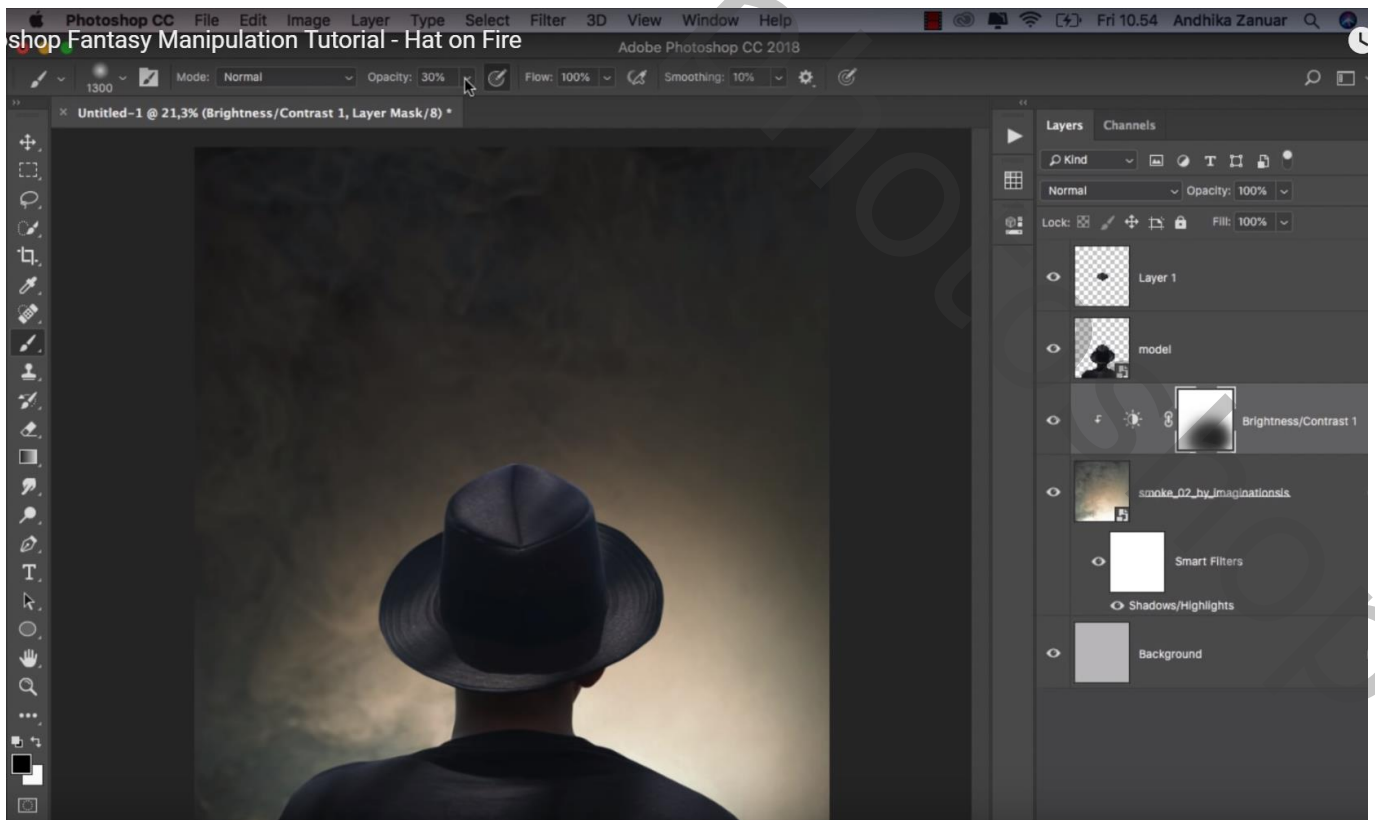 Photoshop CC File Edit Image Layer Type Select Filter 3D View Window Help Fri 10.54 Andhika Zanuar
shop Fantasy Manipulation Tutorial - Hat on Fire
Adobe Photoshop CC 2018
1300 Mode: Normal Opacity: 30% Flow: 100% Smoothing: 10%
Untitled-1 @ 21,3% (Brightness/Contrast 1, Layer Mask/8) *
Layers Channels
Kind
Normal Opacity: 100%
Lock: Fill: 100%
Layer 1
model
Brightness/Contrast 1
smoke_02_by_imaginationsis
Smart Filters
Shadows/Highlights
Background
photoshop